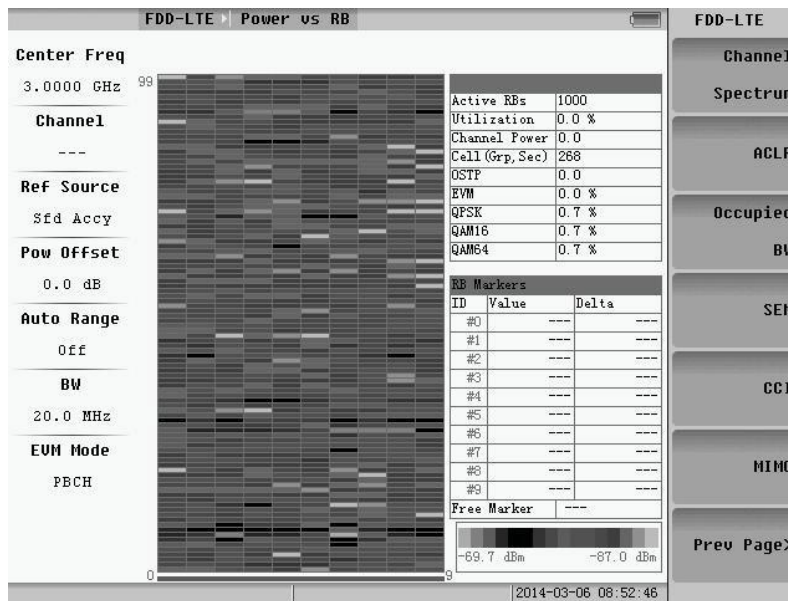 FDD-LTE Power vs RB
FDD-LTE
Center Freq
3.0000 GHz
Channel
---
Ref Source
Sfd Accy
Pow Offset
0.0 dB
Auto Range
Off
BW
20.0 MHz
EVM Mode
PBCH
99
0
9
Active RBs 1000
Utilization 0.0 %
Channel Power 0.0
Cell(Grp,Sec) 268
OSTP 0.0
EVM 0.0 %
QPSK 0.7 %
QAM16 0.7 %
QAM64 0.7 %
RB Markers
ID Value Delta
#0 --- ---
#1 --- ---
#2 --- ---
#3 --- ---
#4 --- ---
#5 --- ---
#6 --- ---
#7 --- ---
#8 --- ---
#9 --- ---
Free Marker ---
-69.7 dBm -87.0 dBm
2014-03-06 08:52:46
Channel
Spectrum
ACLR
Occupied
BW
SEM
CCD
MIMO
Prev Page>